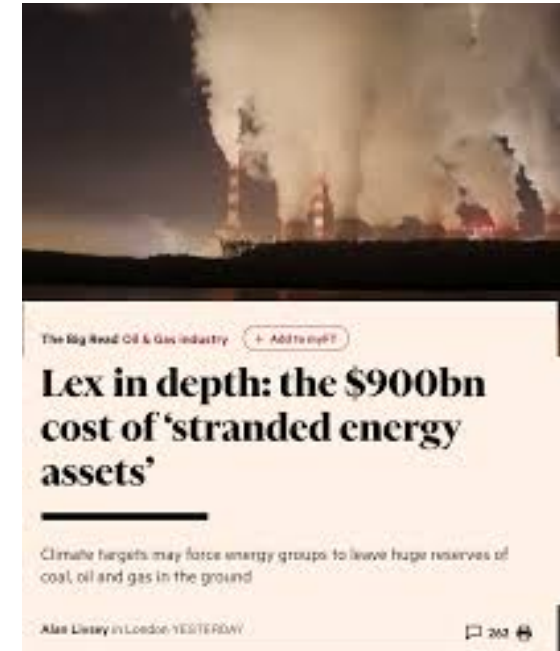 The Big Read Oil & Gas industry + Add to myFT
Lex in depth: the $900bn
cost of ‘stranded energy
assets’
Climate targets may force energy groups to leave huge reserves of
coal, oil and gas in the ground
Alan Livsey in London YESTERDAY 262